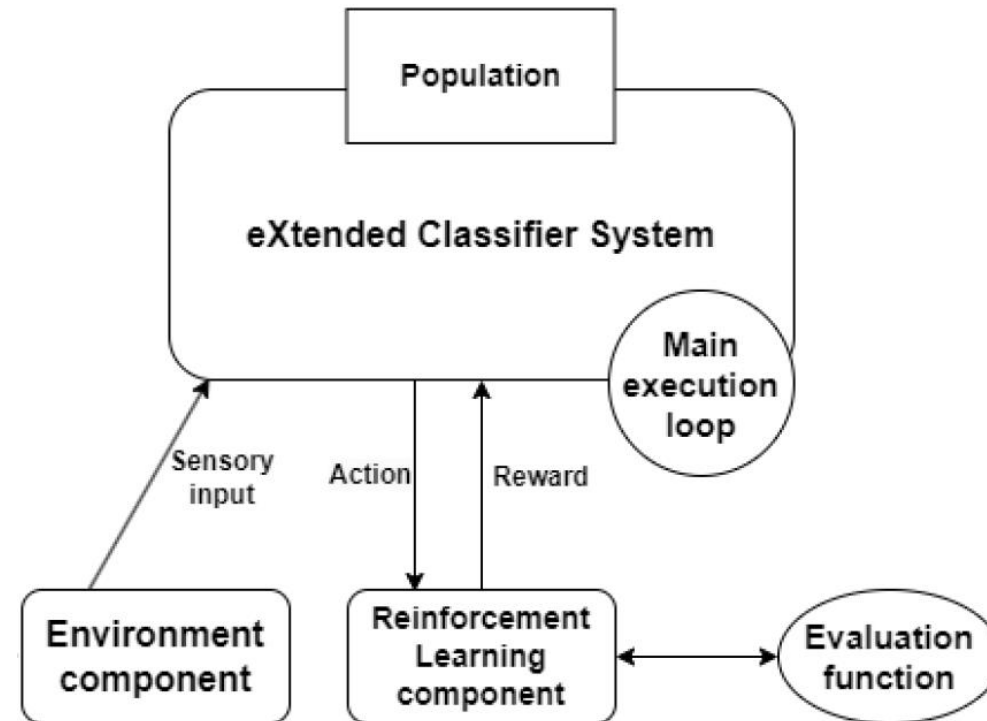 Population
eXtended Classifier System
Main
execution
loop
Sensory
input
Action
Reward
Environment
component
Reinforcement
Learning
component
Evaluation
function